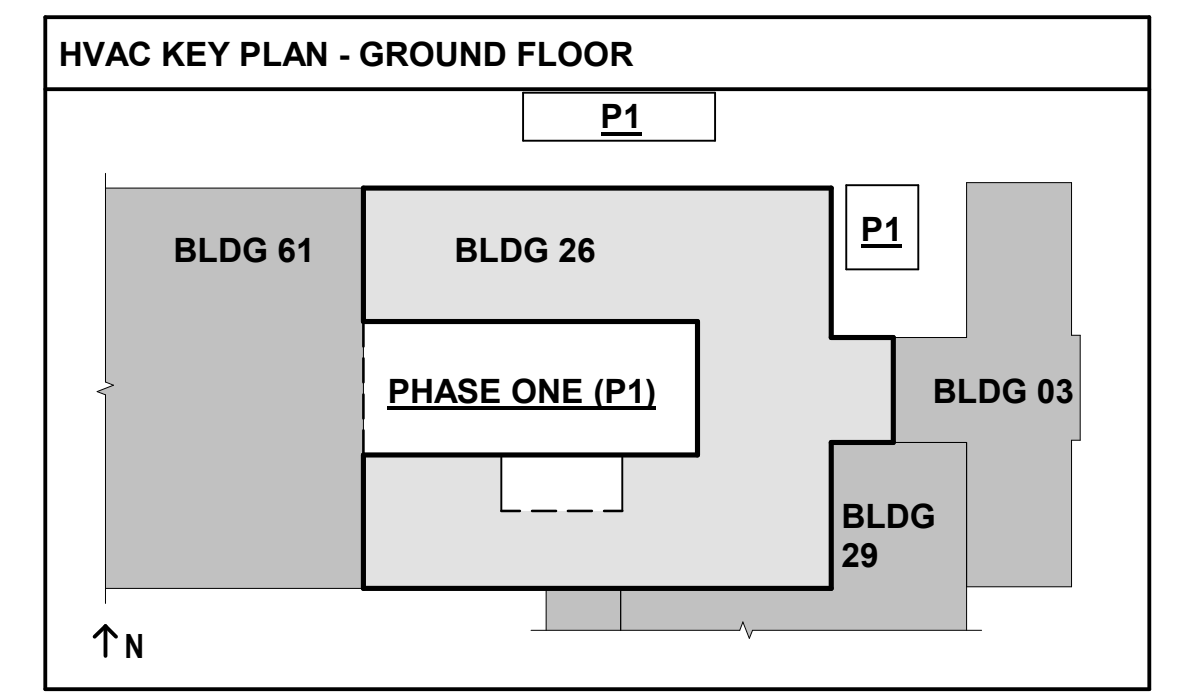 HVAC KEY PLAN - GROUND FLOOR
P1
P1
BLDG 61
BLDG 26
PHASE ONE (P1)
BLDG 03
BLDG
29
N